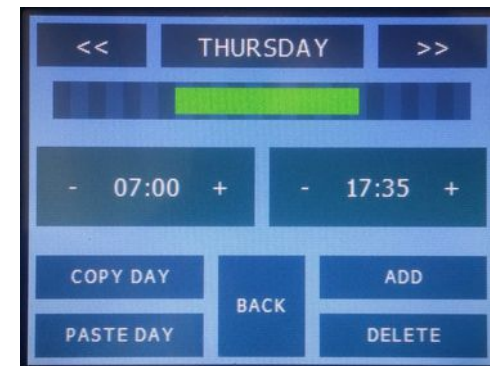 << THURSDAY >>
- 07:00 + - 17:35 +
COPY DAY ADD
BACK
PASTE DAY DELETE